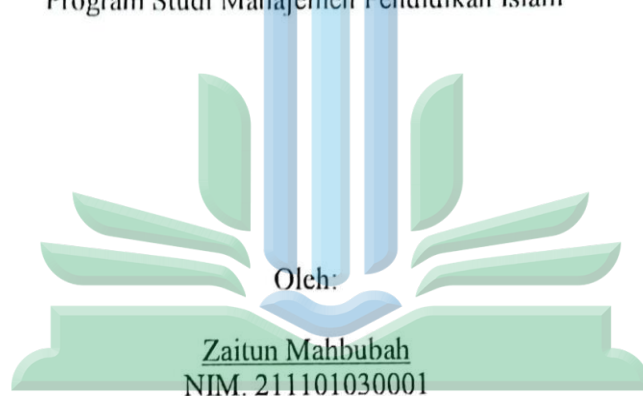 Program Studi Manajemen Pendidikan Islam
Oleh:
Zaitun Mahbubah
NIM. 211101030001